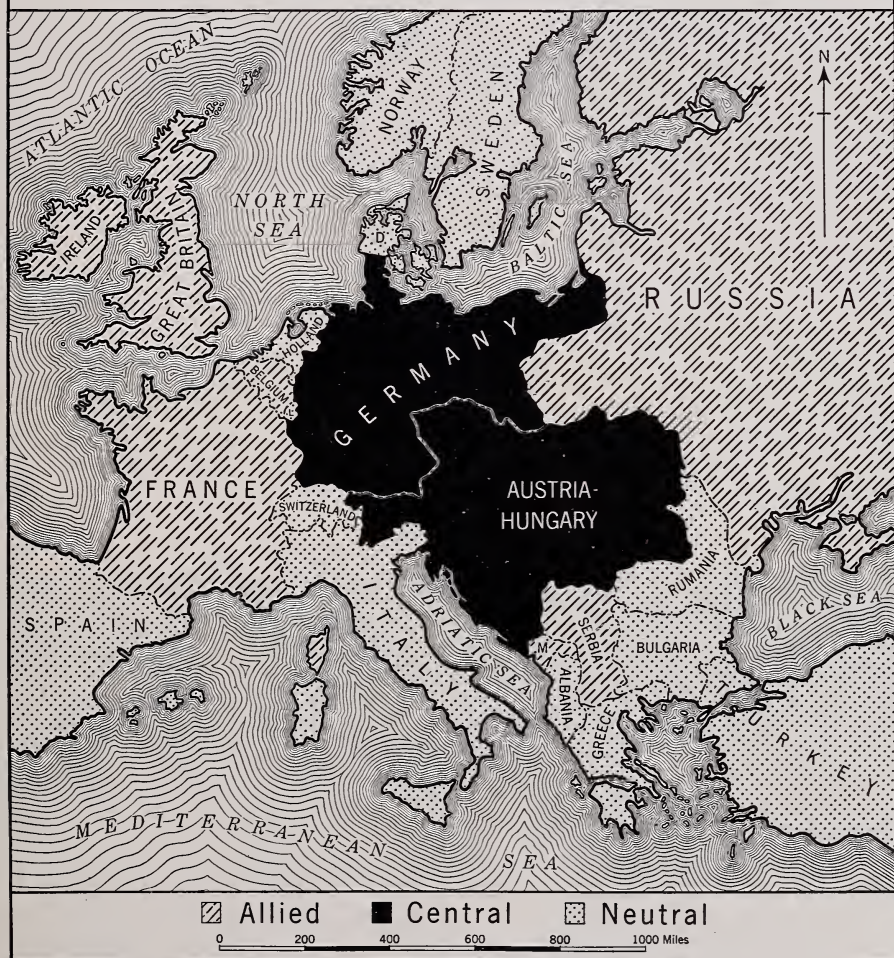 ATLANTIC OCEAN
NORWAY
SWEDEN
N
NORTH
SEA
BALTIC SEA
D
IRELAND
GREAT BRITAIN
RUSSIA
HOLLAND
BELGIUM
GERMANY
FRANCE
SWITZERLAND
AUSTRIA-
HUNGARY
RUMANIA
SPAIN
ITALY
ADRIATIC SEA
SERBIA
M
ALBANIA
BULGARIA
BLACK SEA
GREECE
TURKEY
MEDITERRANEAN SEA
Allied Central Neutral
0 200 400 600 800 1000 Miles